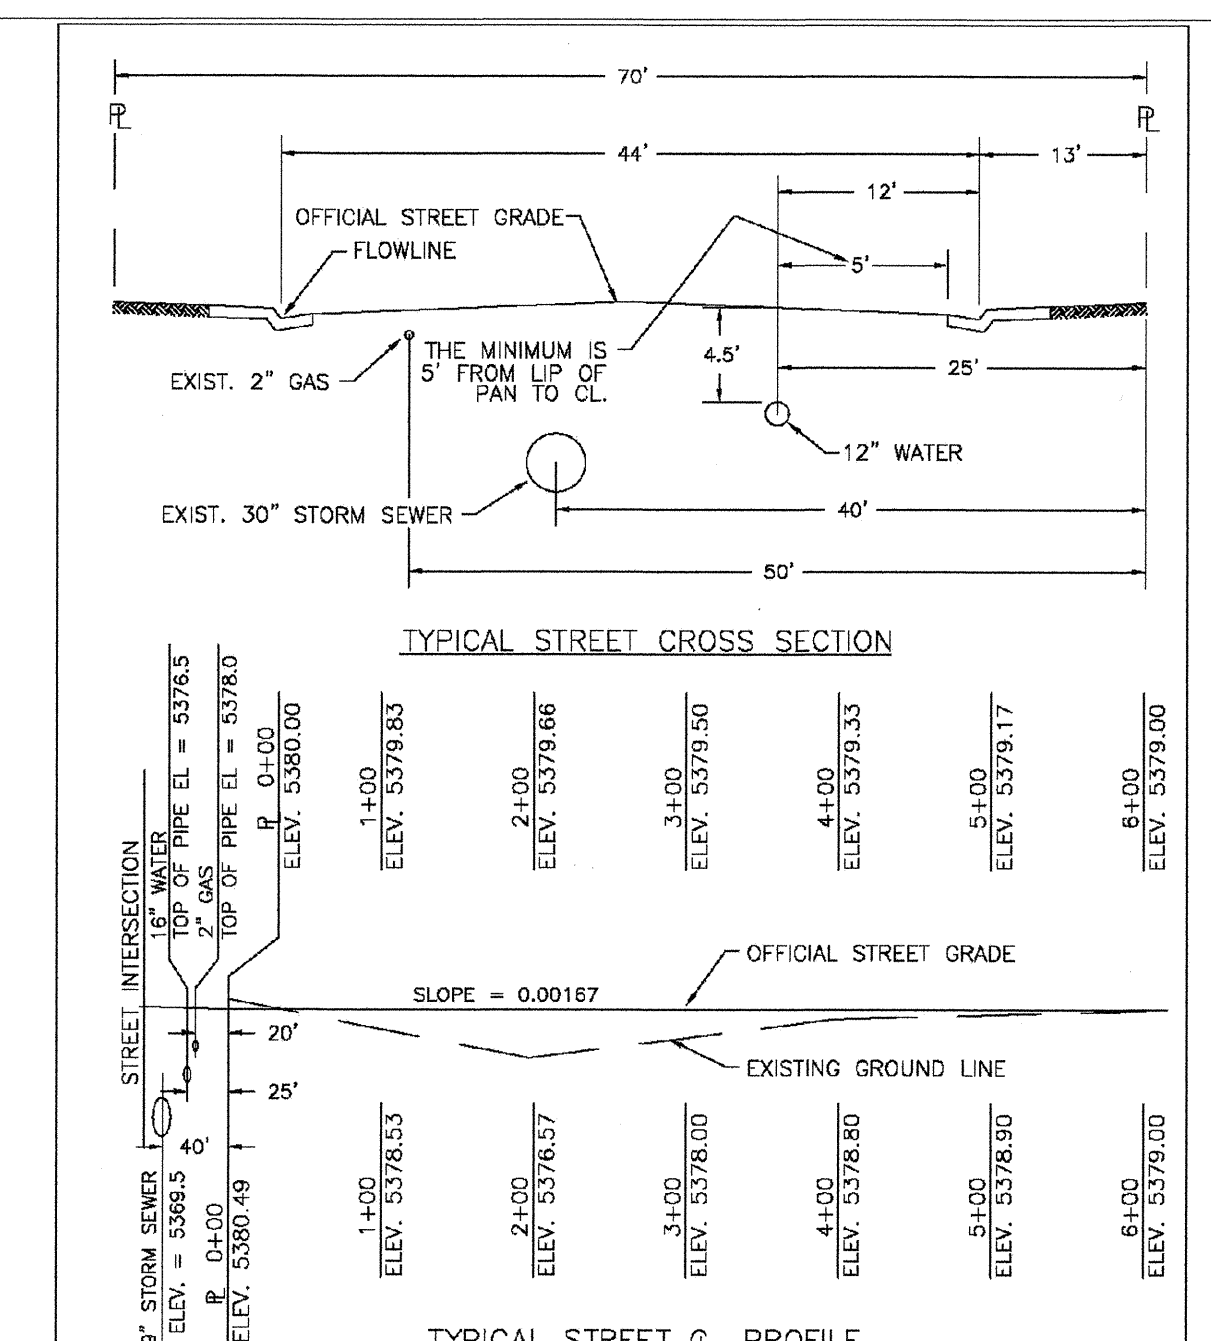 70'
PL
PL
44'
13'
12'
OFFICIAL STREET GRADE
FLOWLINE
5'
THE MINIMUM IS
5' FROM LIP OF
PAN TO CL.
4.5'
EXIST. 2" GAS
25'
12" WATER
EXIST. 30" STORM SEWER
40'
50'
TYPICAL STREET CROSS SECTION
STREET INTERSECTION
16" WATER
TOP OF PIPE EL = 5376.5
2" GAS
TOP OF PIPE EL = 5378.0
PL 0+00
ELEV. 5380.00
1+00
ELEV. 5379.83
2+00
ELEV. 5379.66
3+00
ELEV. 5379.50
4+00
ELEV. 5379.33
5+00
ELEV. 5379.17
6+00
ELEV. 5379.00
OFFICIAL STREET GRADE
SLOPE = 0.00167
20'
EXISTING GROUND LINE
25'
40'
STORM SEWER
ELEV. = 5369.5
PL 0+00
ELEV. 5380.49
1+00
ELEV. 5378.53
2+00
ELEV. 5376.57
3+00
ELEV. 5378.00
4+00
ELEV. 5378.80
5+00
ELEV. 5378.90
6+00
ELEV. 5379.00
TYPICAL STREET PROFILE